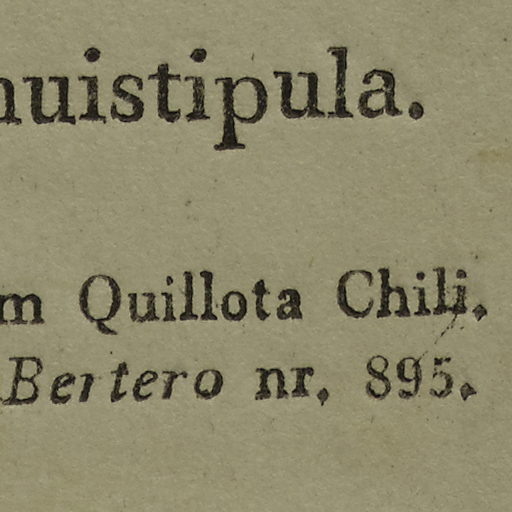 nuistipula.
m Quillota Chili.
Bertero nr. 895.